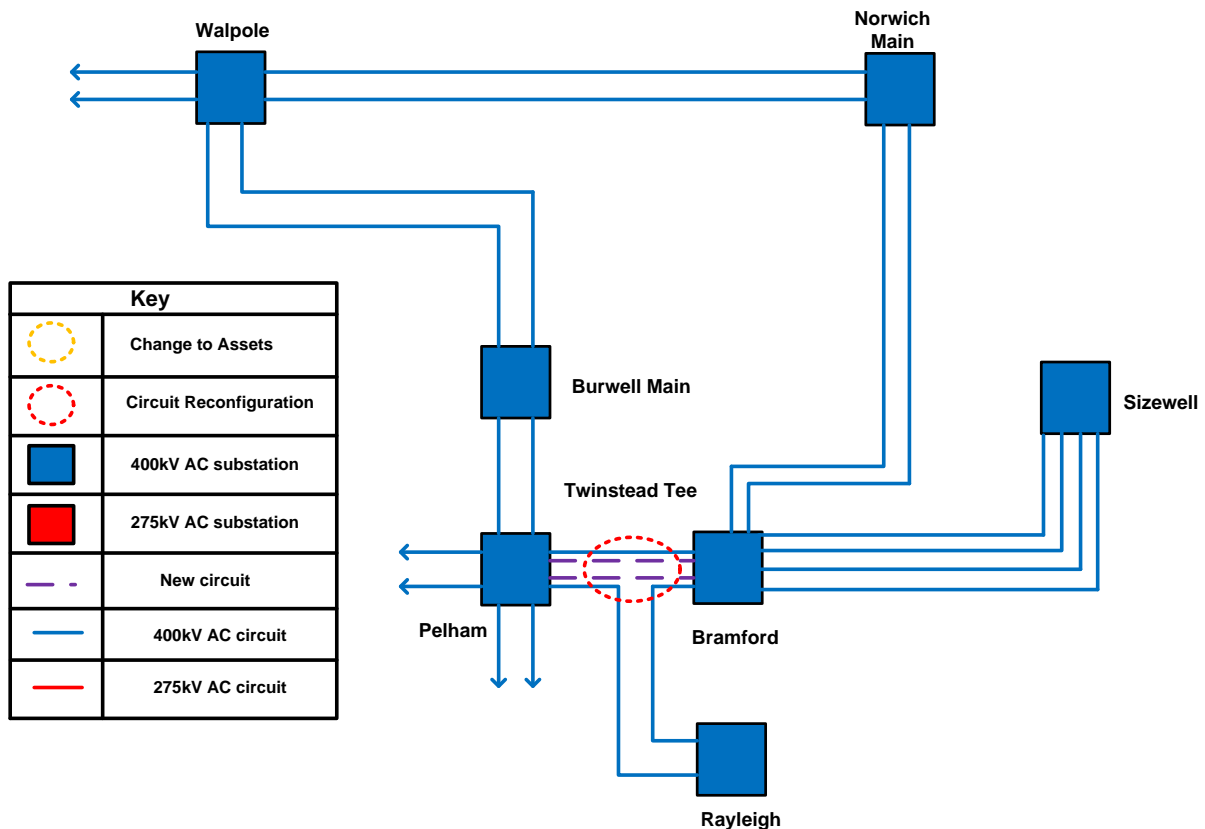 Walpole
Norwich
Main
Key
Change to Assets
Circuit Reconfiguration
400kV AC substation
275kV AC substation
New circuit
400kV AC circuit
275kV AC circuit
Burwell Main
Sizewell
Twinstead Tee
Pelham
Bramford
Rayleigh